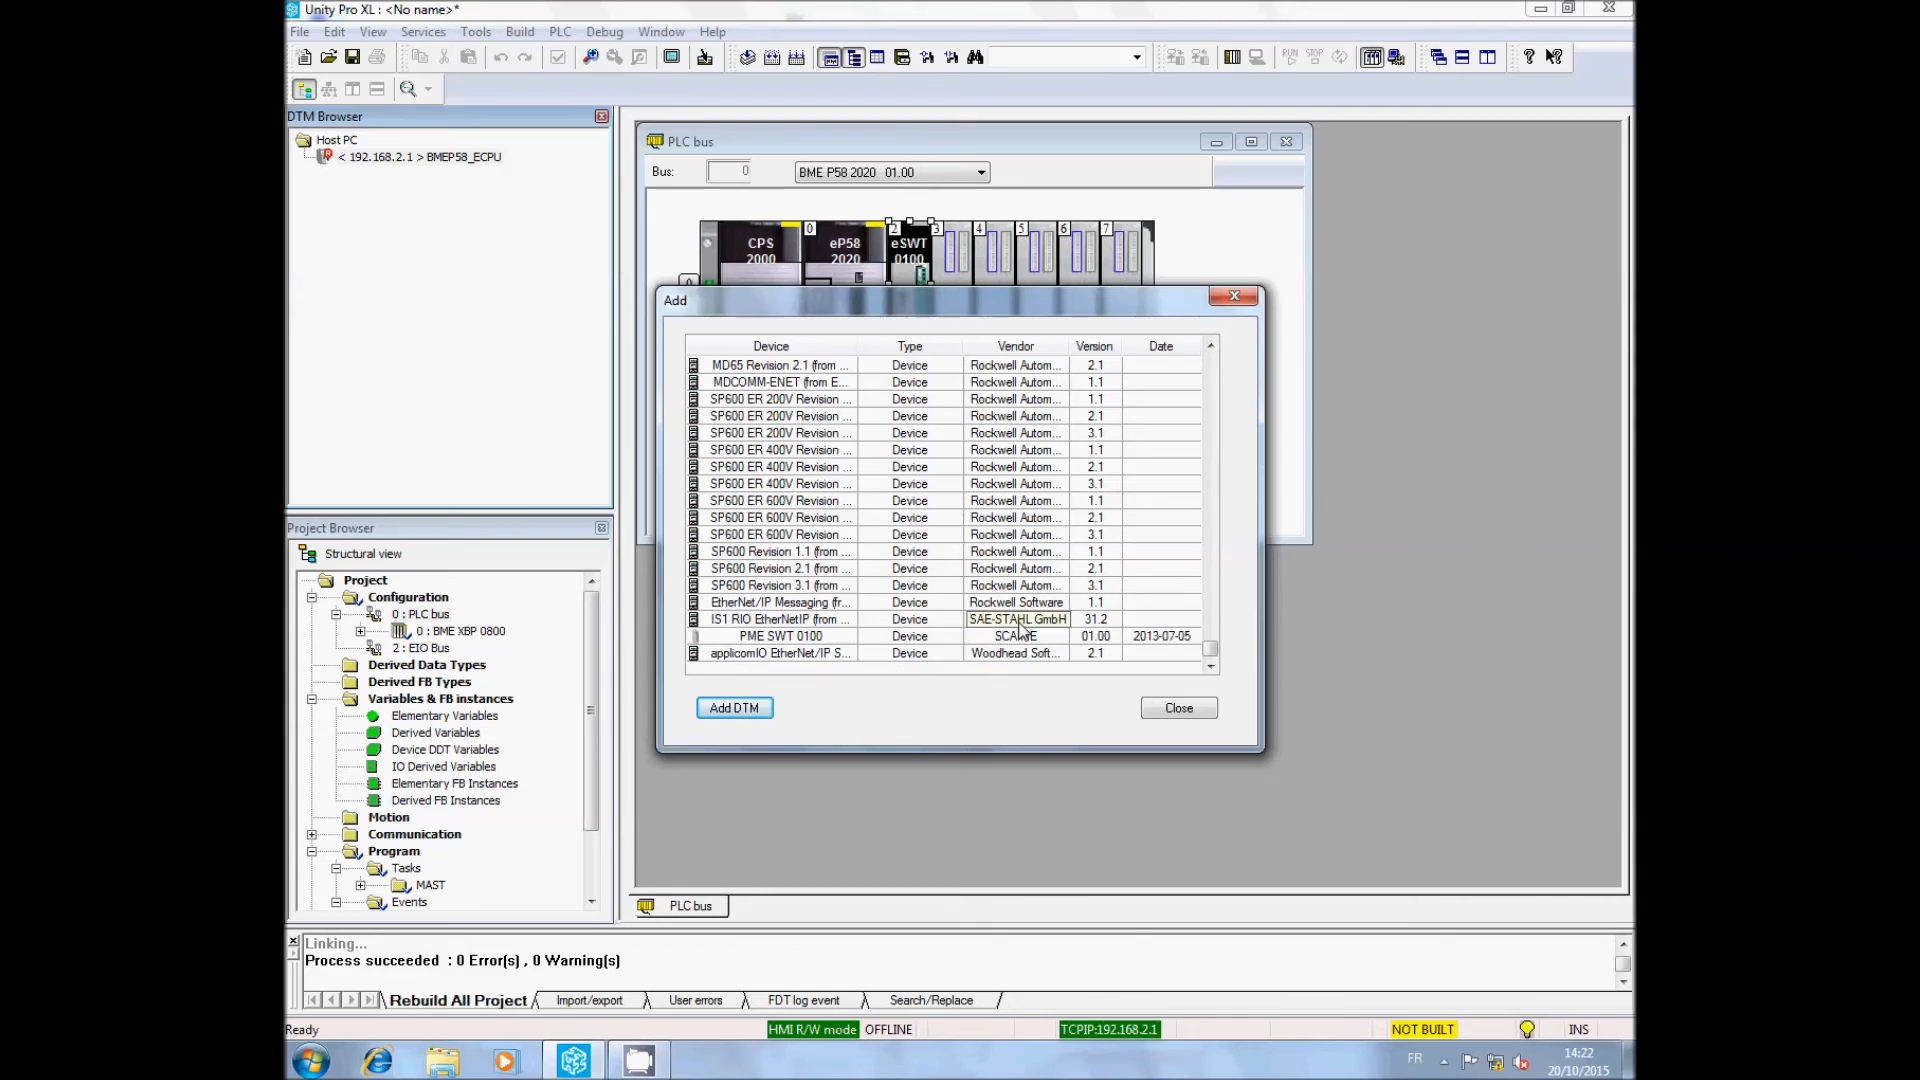 Unity Pro XL : <No name>*
File Edit View Services Tools Build PLC Debug Window Help
RUN STOP
DTM Browser
Host PC
< 192.168.2.1 > BMEP58_ECPU
PLC bus
Bus: 0 BME P58 2020 01.00
0 2 3 4 5 6 7
CPS eP58 eSWT
2000 2020 0100
0
Add
Device Type Vendor Version Date
MD65 Revision 2.1 (from ... Device Rockwell Autom... 2.1
MDCOMM-ENET (from E... Device Rockwell Autom... 1.1
SP600 ER 200V Revision ... Device Rockwell Autom... 1.1
SP600 ER 200V Revision ... Device Rockwell Autom... 2.1
SP600 ER 200V Revision ... Device Rockwell Autom... 3.1
SP600 ER 400V Revision ... Device Rockwell Autom... 1.1
SP600 ER 400V Revision ... Device Rockwell Autom... 2.1
SP600 ER 400V Revision ... Device Rockwell Autom... 3.1
SP600 ER 600V Revision ... Device Rockwell Autom... 1.1
SP600 ER 600V Revision ... Device Rockwell Autom... 2.1
SP600 ER 600V Revision ... Device Rockwell Autom... 3.1
SP600 Revision 1.1 (from ... Device Rockwell Autom... 1.1
SP600 Revision 2.1 (from ... Device Rockwell Autom... 2.1
SP600 Revision 3.1 (from ... Device Rockwell Autom... 3.1
EtherNet/IP Messaging (fr... Device Rockwell Software 1.1
IS1 RIO EtherNetIP (from ... Device SAE-STAHL GmbH 31.2
PME SWT 0100 Device 01.00 2013-07-05
applicomIO EtherNet/IP S... Device Woodhead Soft... 2.1
Add DTM Close
Project Browser
Structural view
Project
Configuration
0 : PLC bus
0 : BME XBP 0800
2 : EIO Bus
Derived Data Types
Derived FB Types
Variables & FB instances
Elementary Variables
Derived Variables
Device DDT Variables
IO Derived Variables
Elementary FB Instances
Derived FB Instances
Motion
Communication
Program
Tasks
MAST
Events
PLC bus
Linking...
Process succeeded : 0 Error(s) , 0 Warning(s)
Rebuild All Project Import/export User errors FDT log event Search/Replace
Ready HMI R/W mode OFFLINE TCPIP:192.168.2.1 NOT BUILT INS
FR 14:22
20/10/2015